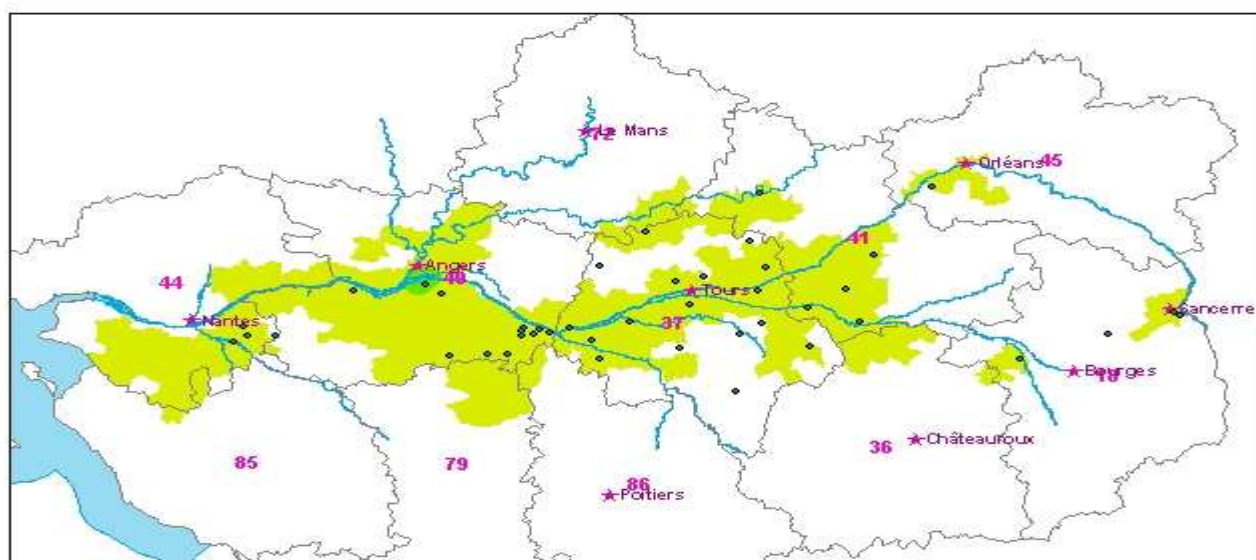 Le Mans
72
Orléans
45
41
Angers
49
44
Tours
Nantes
37
Sancerre
Bourges
18
Châteauroux
36
85
79
86
Poitiers